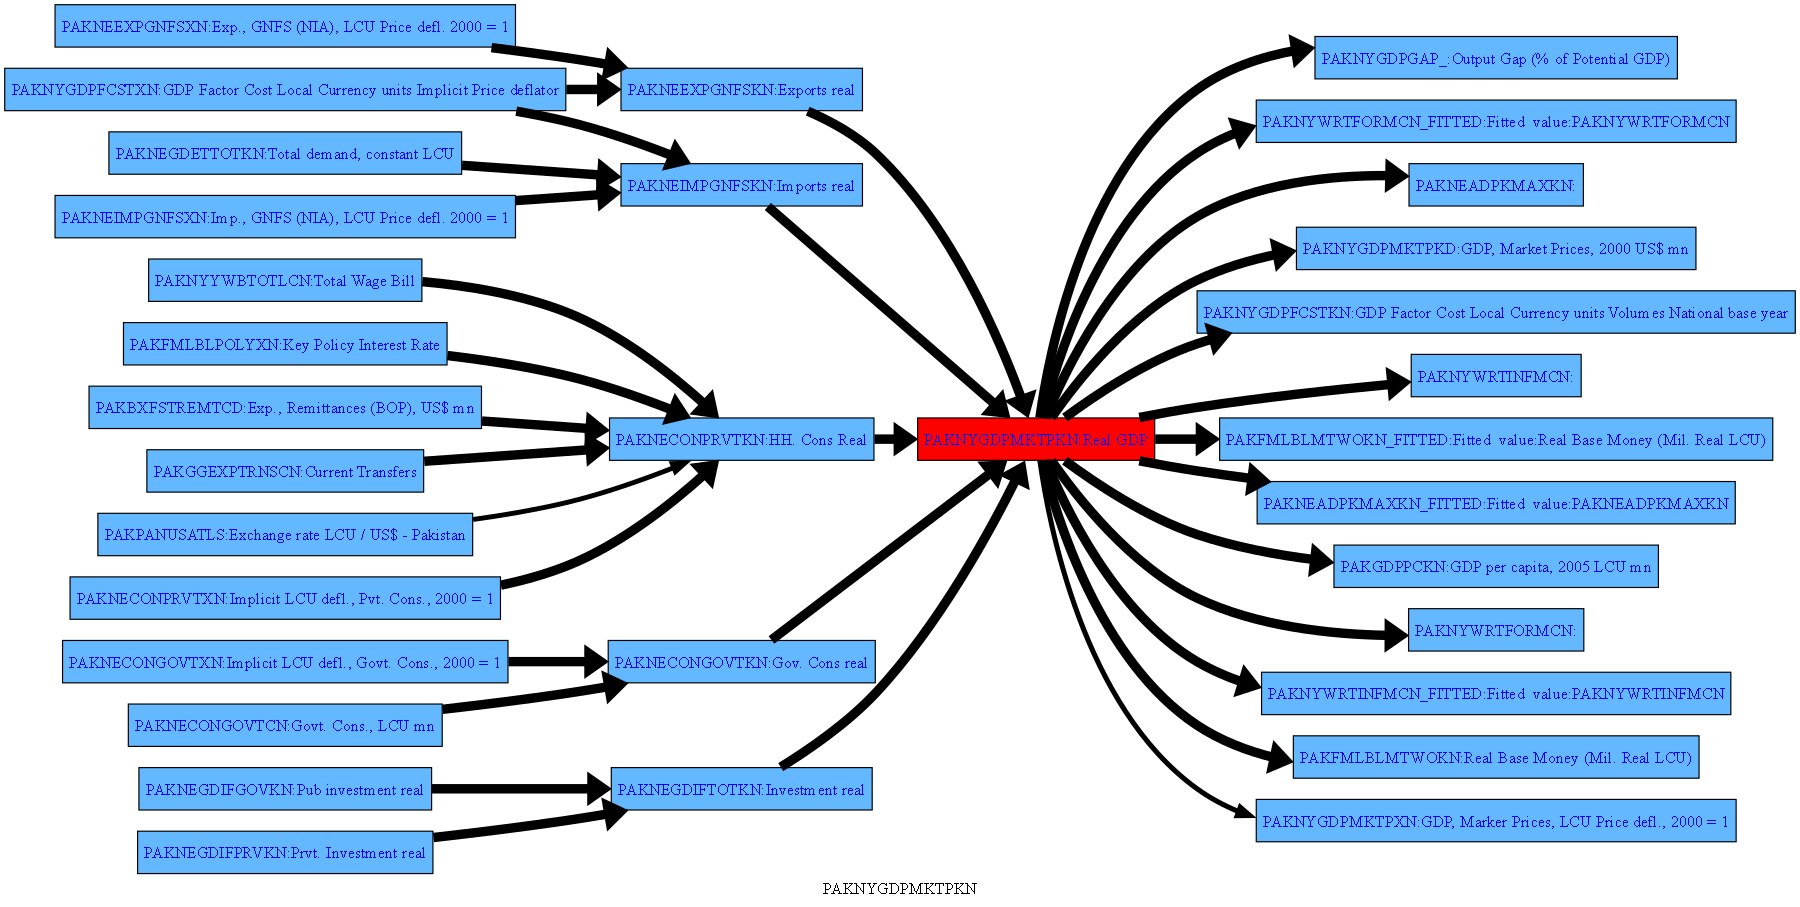 PAKNEEXPGNFSXN:Exp., GNFS (NIA), LCU Price defl. 2000 = 1
PAKNYGDPFCSTXN:GDP Factor Cost Local Currency units Implicit Price deflator
PAKNEGDETTOTKN:Total demand, constant LCU
PAKNEIMPGNFSXN:Imp., GNFS (NIA), LCU Price defl. 2000 = 1
PAKNYYWBTOTLCN:Total Wage Bill
PAKFMLBLPOLYXN:Key Policy Interest Rate
PAKBXFSTREMTCD:Exp., Remittances (BOP), US$ mn
PAKGGEXPTRNSCN:Current Transfers
PAKPANUSATLS:Exchange rate LCU / US$ - Pakistan
PAKNECONPRVTXN:Implicit LCU defl., Pvt. Cons., 2000 = 1
PAKNECONGOVTXN:Implicit LCU defl., Govt. Cons., 2000 = 1
PAKNECONGOVTCN:Govt. Cons., LCU mn
PAKNEGDIFGOVKN:Pub investment real
PAKNEGDIFPRVKN:Prvt. Investment real
PAKNEEXPGNFSKN:Exports real
PAKNEIMPGNFSKN:Imports real
PAKNECONPRVTKN:HH. Cons Real
PAKNECONGOVTKN:Gov. Cons real
PAKNEGDIFTOTKN:Investment real
PAKNYGDPMKTPKN:Real GDP
PAKNYGDPGAP_:Output Gap (% of Potential GDP)
PAKNYWRTFORMCN_FITTED:Fitted value:PAKNYWRTFORMCN
PAKNEADPKMAXKN:
PAKNYGDPMKTPKD:GDP, Market Prices, 2000 US$ mn
PAKNYGDPFCSTKN:GDP Factor Cost Local Currency units Volumes National base year
PAKNYWRTINFMCN:
PAKFMLBLMTWOKN_FITTED:Fitted value:Real Base Money (Mil. Real LCU)
PAKNEADPKMAXKN_FITTED:Fitted value:PAKNEADPKMAXKN
PAKGDPPCKN:GDP per capita, 2005 LCU mn
PAKNYWRTFORMCN:
PAKNYWRTINFMCN_FITTED:Fitted value:PAKNYWRTINFMCN
PAKFMLBLMTWOKN:Real Base Money (Mil. Real LCU)
PAKNYGDPMKTPXN:GDP, Marker Prices, LCU Price defl., 2000 = 1
PAKNYGDPMKTPKN